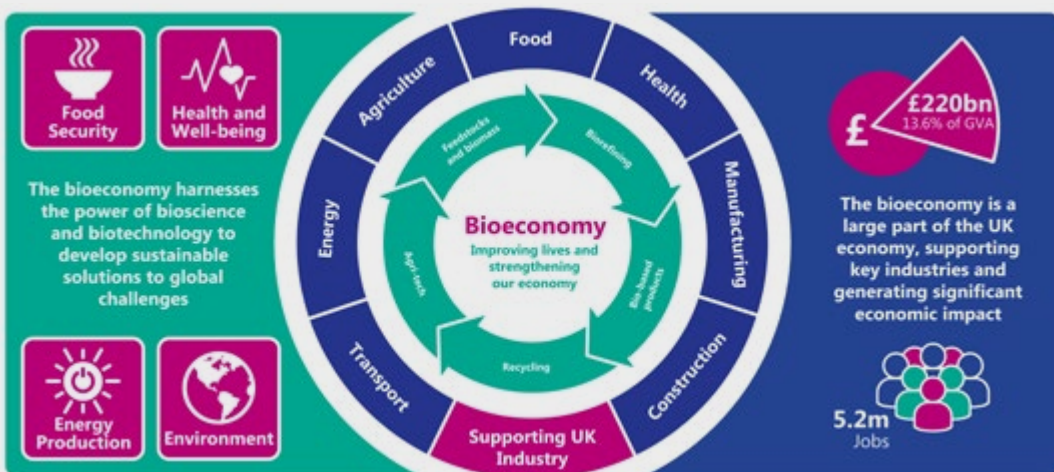 Food
Security
Health and
Well-being
The bioeconomy harnesses
the power of bioscience
and biotechnology to
develop sustainable
solutions to global
challenges
Energy
Production
Environment
Food
Health
Manufacturing
Construction
Supporting UK
Industry
Transport
Energy
Agriculture
Feedstocks
and biomass
Biorefining
Bio-based
products
Recycling
Agri-tech
Bioeconomy
Improving lives and
strengthening
our economy
£
£220bn
13.6% of GVA
The bioeconomy is a
large part of the UK
economy, supporting
key industries and
generating significant
economic impact
5.2m
Jobs